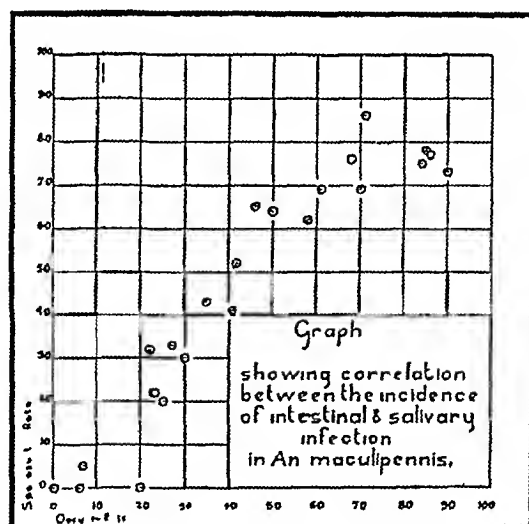 100
90
80
70
60
50
40
30
20
10
0
0 10 20 30 40 50 60 70 80 90 100
Rate
Graph
showing correlation
between the incidence
of intestinal & salivary
infection
in An maculipennis.